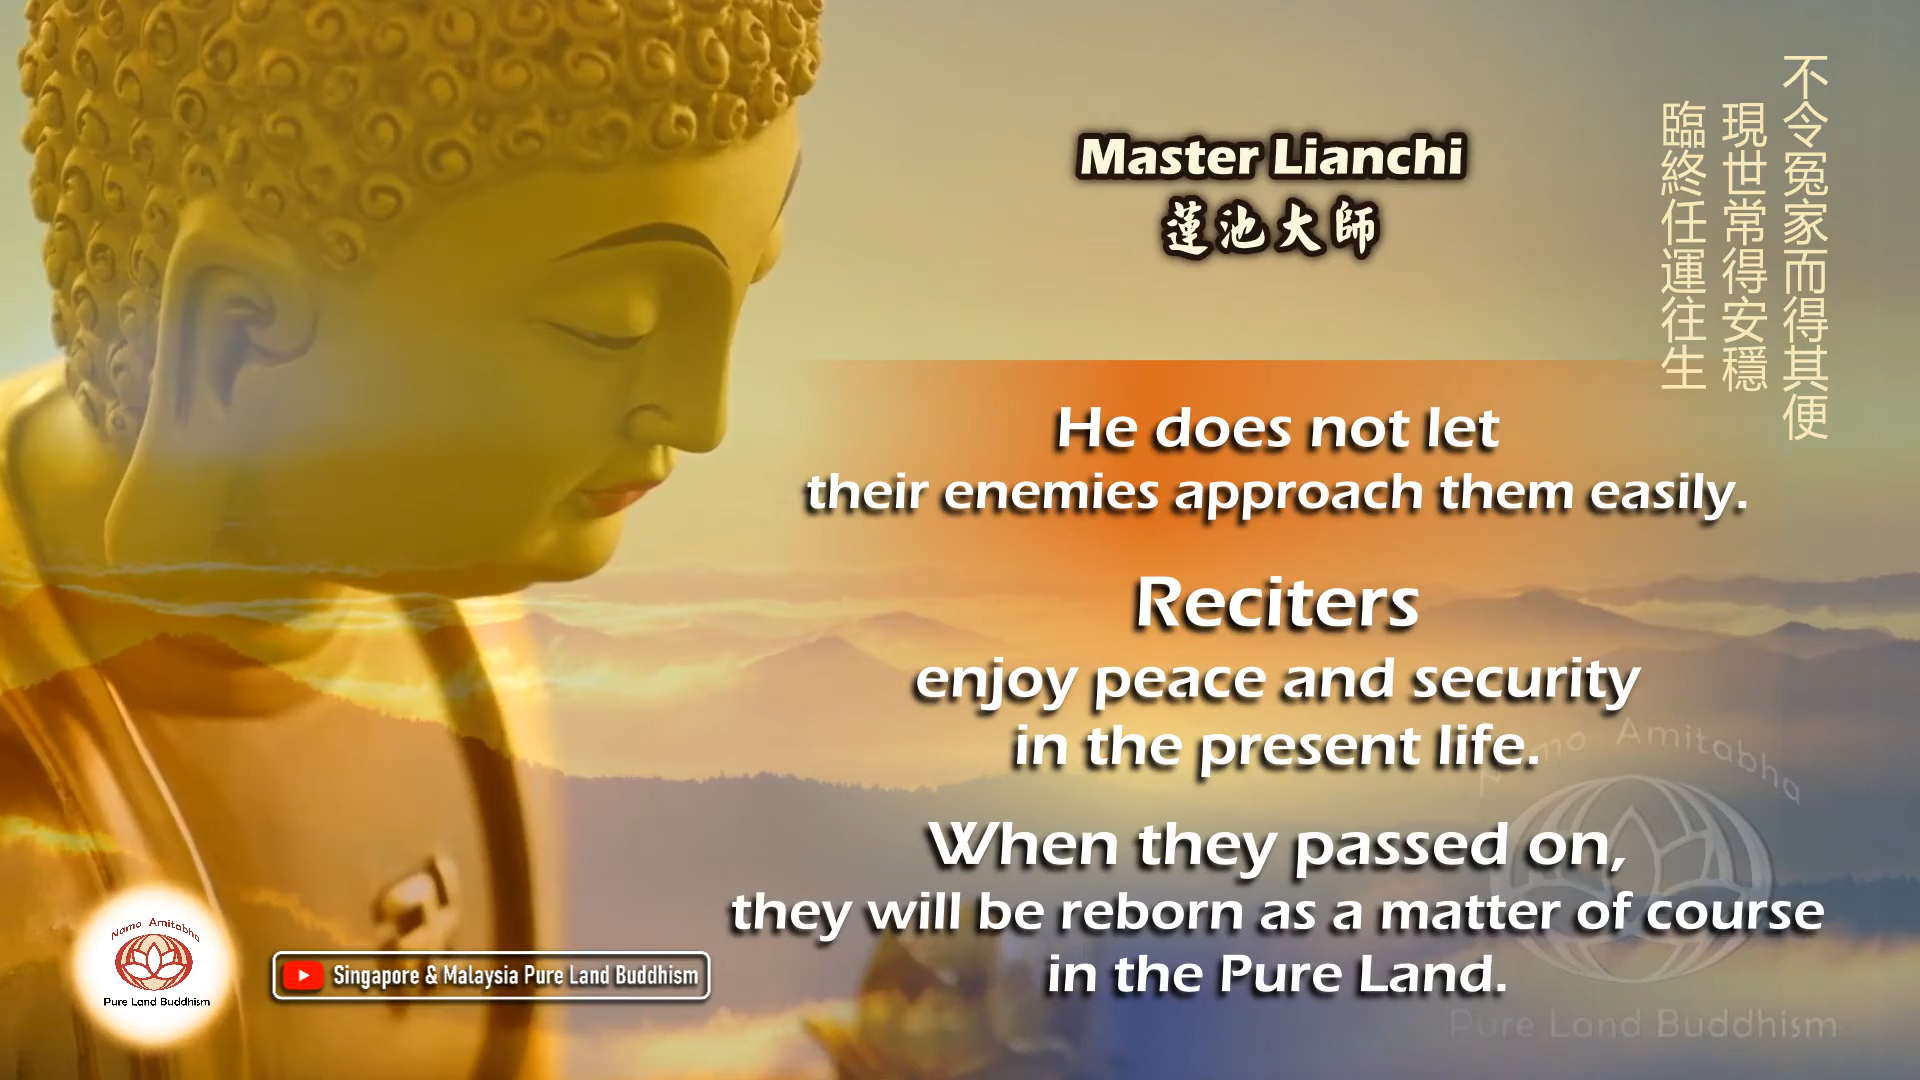 Master Lianchi
蓮池大師
不令冤家而得其便
現世常得安穩
臨終任運往生
He does not let
their enemies approach them easily.
Reciters
enjoy peace and security
in the present life.
When they passed on,
they will be reborn as a matter of course
in the Pure Land.
Namo Amitabha
Pure Land Buddhism
Namo Amitabha
Pure Land Buddhism
Singapore & Malaysia Pure Land Buddhism